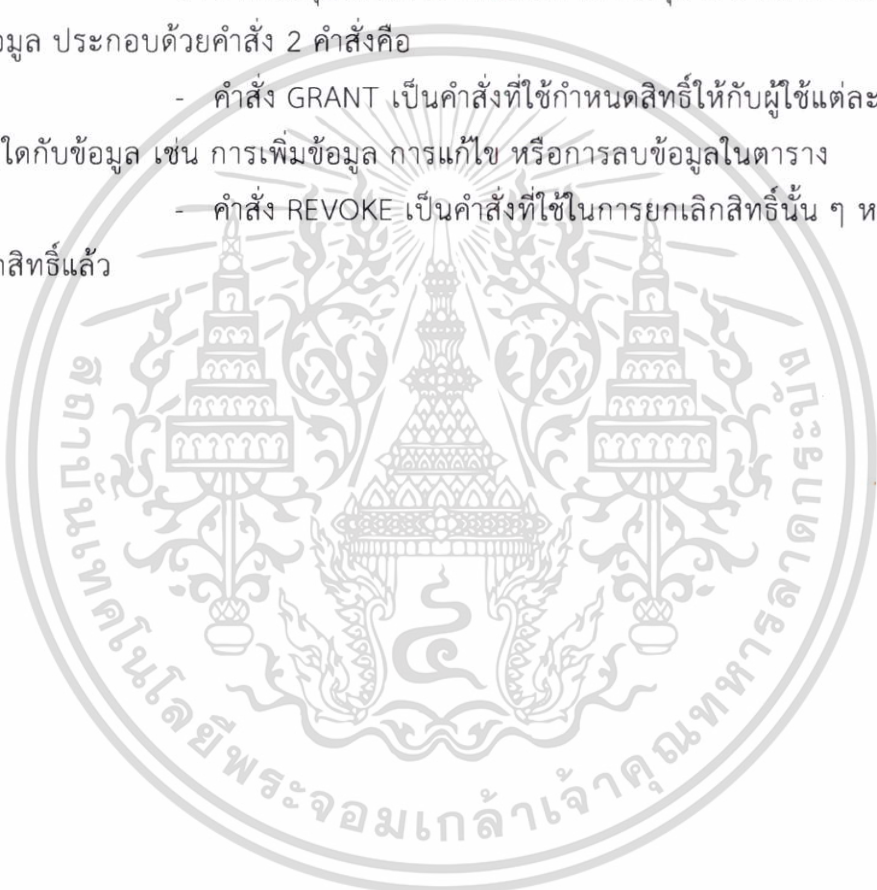 ประกอบด้วยคำสั่ง 2 คำสั่งคือ
- คำสั่ง GRANT เป็นคำสั่งที่ใช้กำหนดสิทธิ์ให้กับผู้ใช้แต่ละ
ใดกับข้อมูล เช่น การเพิ่มข้อมูล การแก้ไข หรือการลบข้อมูลในตาราง
- คำสั่ง REVOKE เป็นคำสั่งที่ใช้ในการยกเลิกสิทธิ์นั้น ๆ
สิทธิ์แล้ว
๔
สถาบันเทคโนโลยีพระจอมเกล้าเจ้าคุณทหารลาดกระบัง